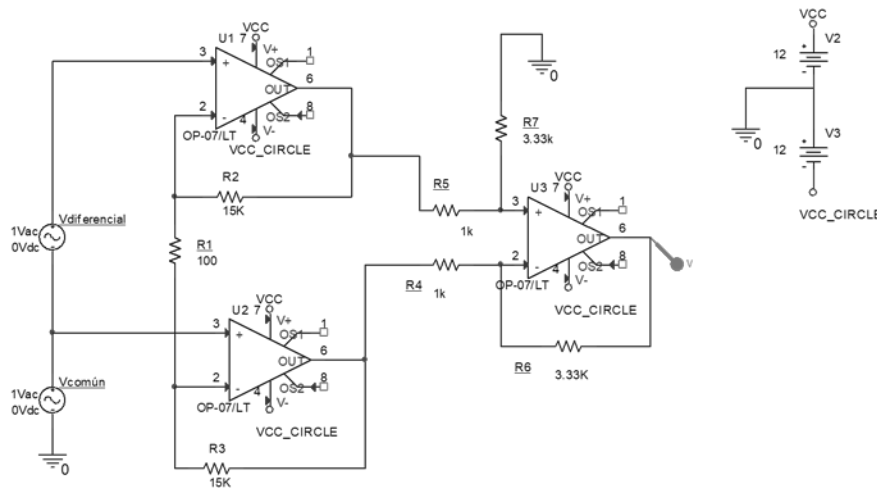 VCC
U1 7
V+
3
OS1
1
+
6
OUT
2
-
4
OS2
8
V-
OP-07/LT
VCC_CIRCLE
R2
15K
1Vac
0Vdc
Vdiferencial
+
-
R1
100
VCC
U2 7
V+
3
OS1
1
+
6
OUT
2
-
4
OS2
8
V-
OP-07/LT
VCC_CIRCLE
1Vac
0Vdc
Vcomún
+
-
0
R3
15K
0
R7
3.33k
R5
1k
R4
1k
U3
VCC
7
V+
3
OS1
1
+
6
OUT
2
-
4
OS2
8
V-
OP-07/LT
VCC_CIRCLE
V
R6
3.33K
VCC
V2
12
+
-
0
V3
12
+
-
VCC_CIRCLE